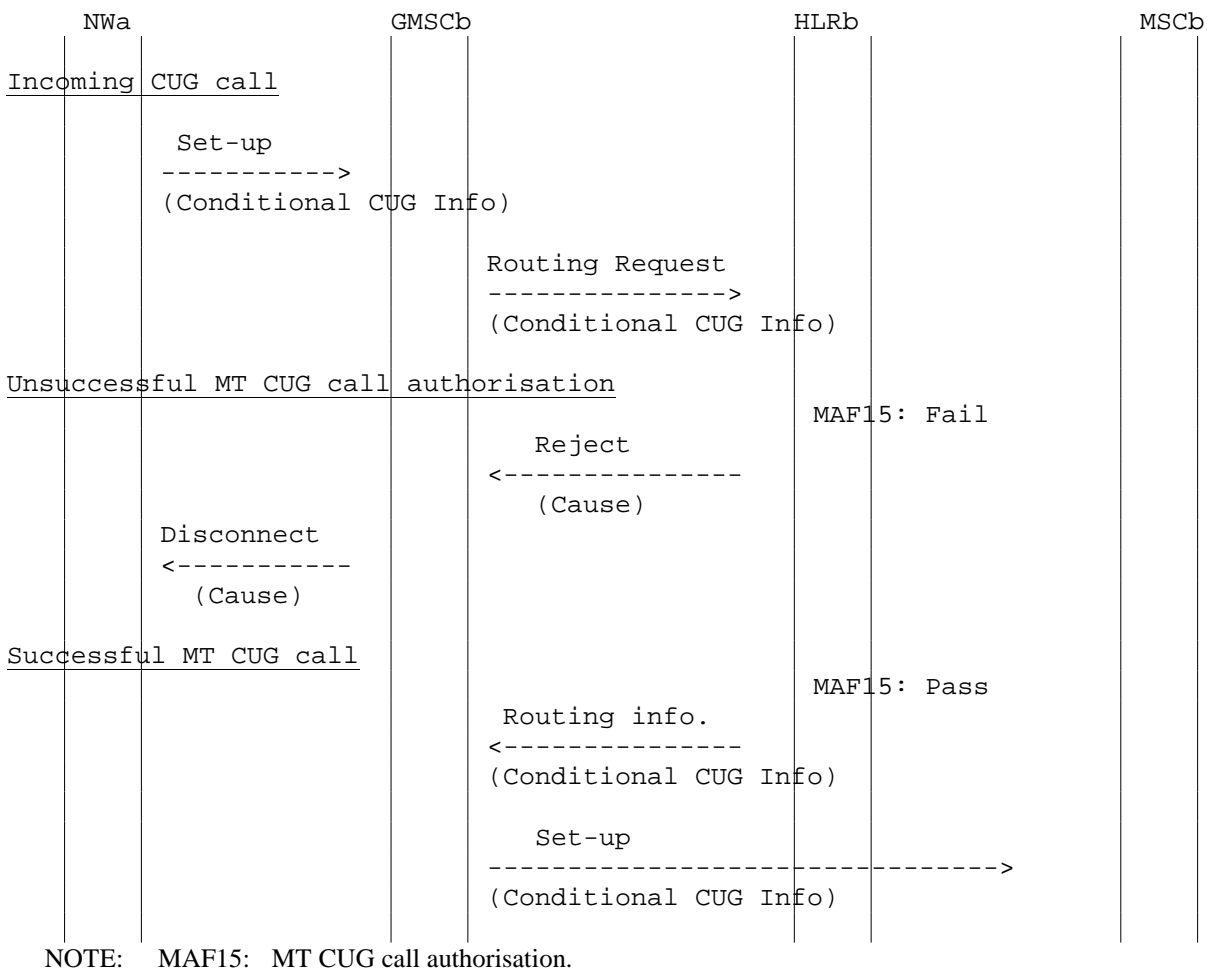 NWa GMSCb HLRb MSCb
Incoming CUG call
Set-up
----------->
(Conditional CUG Info)
Routing Request
--------------->
(Conditional CUG Info)
Unsuccessful MT CUG call authorisation
MAF15: Fail
Reject
<---------------
(Cause)
Disconnect
<-----------
(Cause)
Successful MT CUG call
MAF15: Pass
Routing info.
<---------------
(Conditional CUG Info)
Set-up
-------------------------------->
(Conditional CUG Info)
NOTE: MAF15: MT CUG call authorisation.